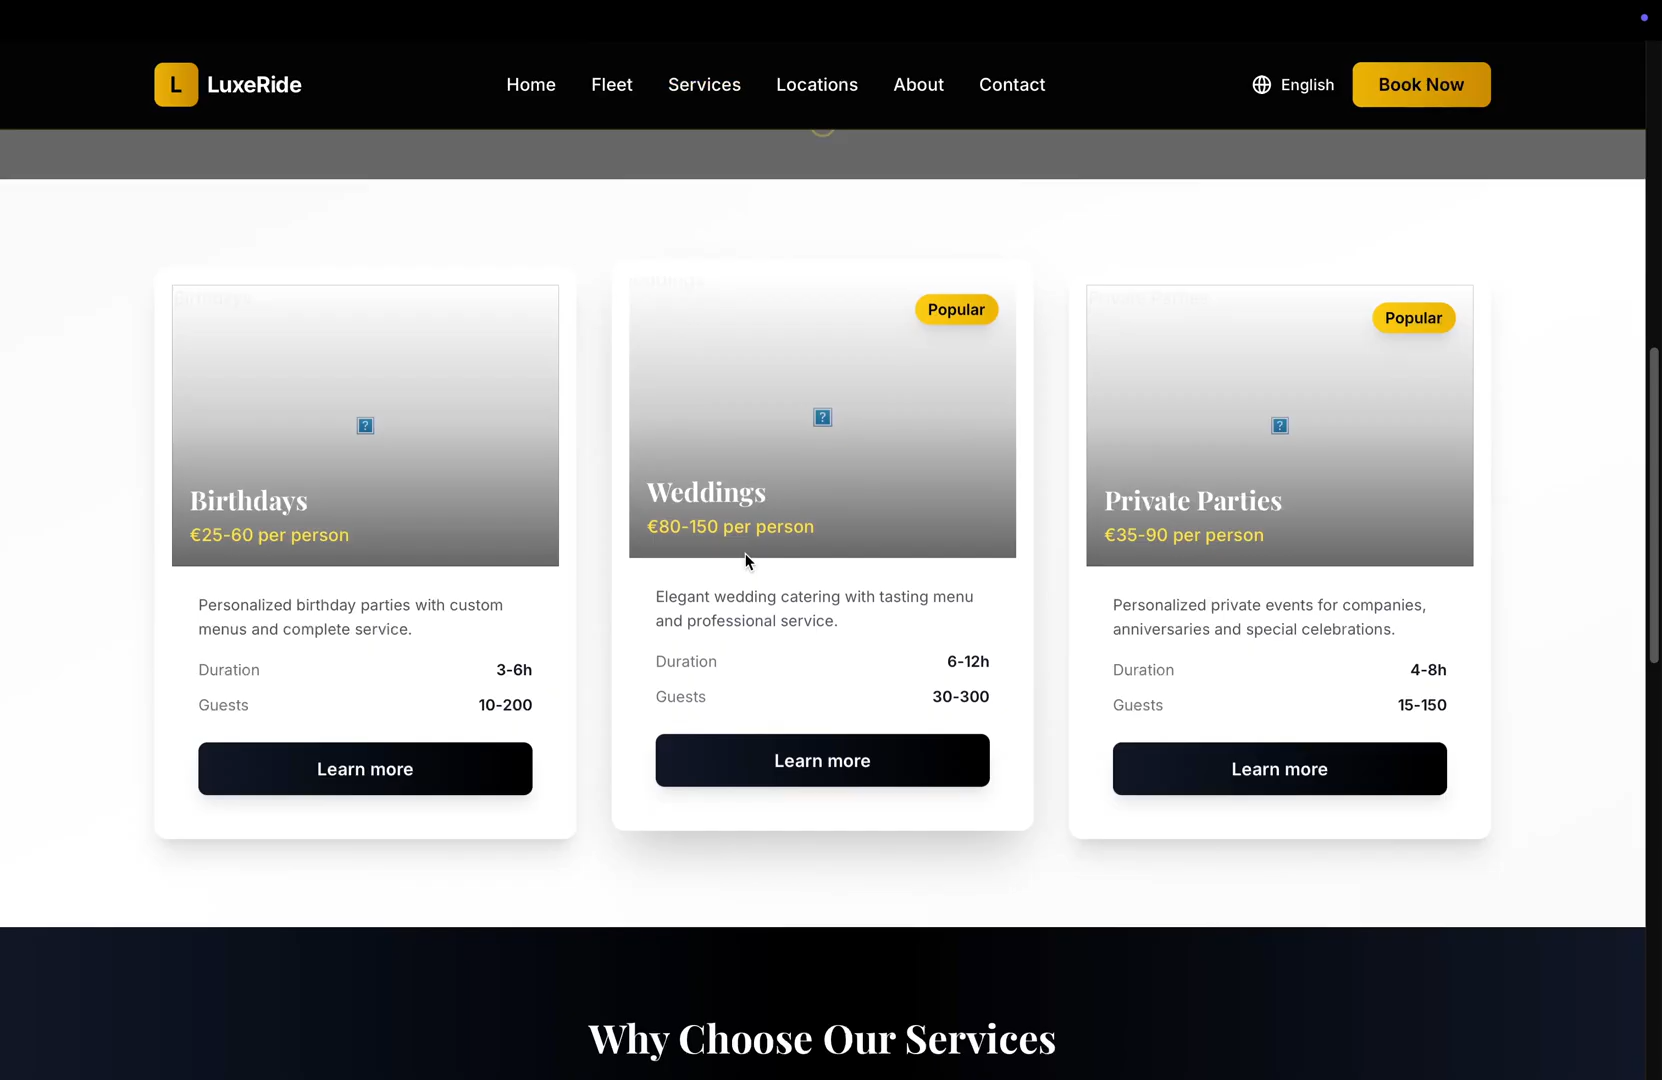 L LuxeRide Home Fleet Services Locations About Contact English Book Now
Birthdays
Popular
Birthdays
€25-60 per person
Personalized birthday parties with custom
menus and complete service.
Duration 3-6h
Guests 10-200
Learn more
Weddings
€80-150 per person
Elegant wedding catering with tasting menu
and professional service.
Duration 6-12h
Guests 30-300
Learn more
Private Parties
Popular
Private Parties
€35-90 per person
Personalized private events for companies,
anniversaries and special celebrations.
Duration 4-8h
Guests 15-150
Learn more
Why Choose Our Services